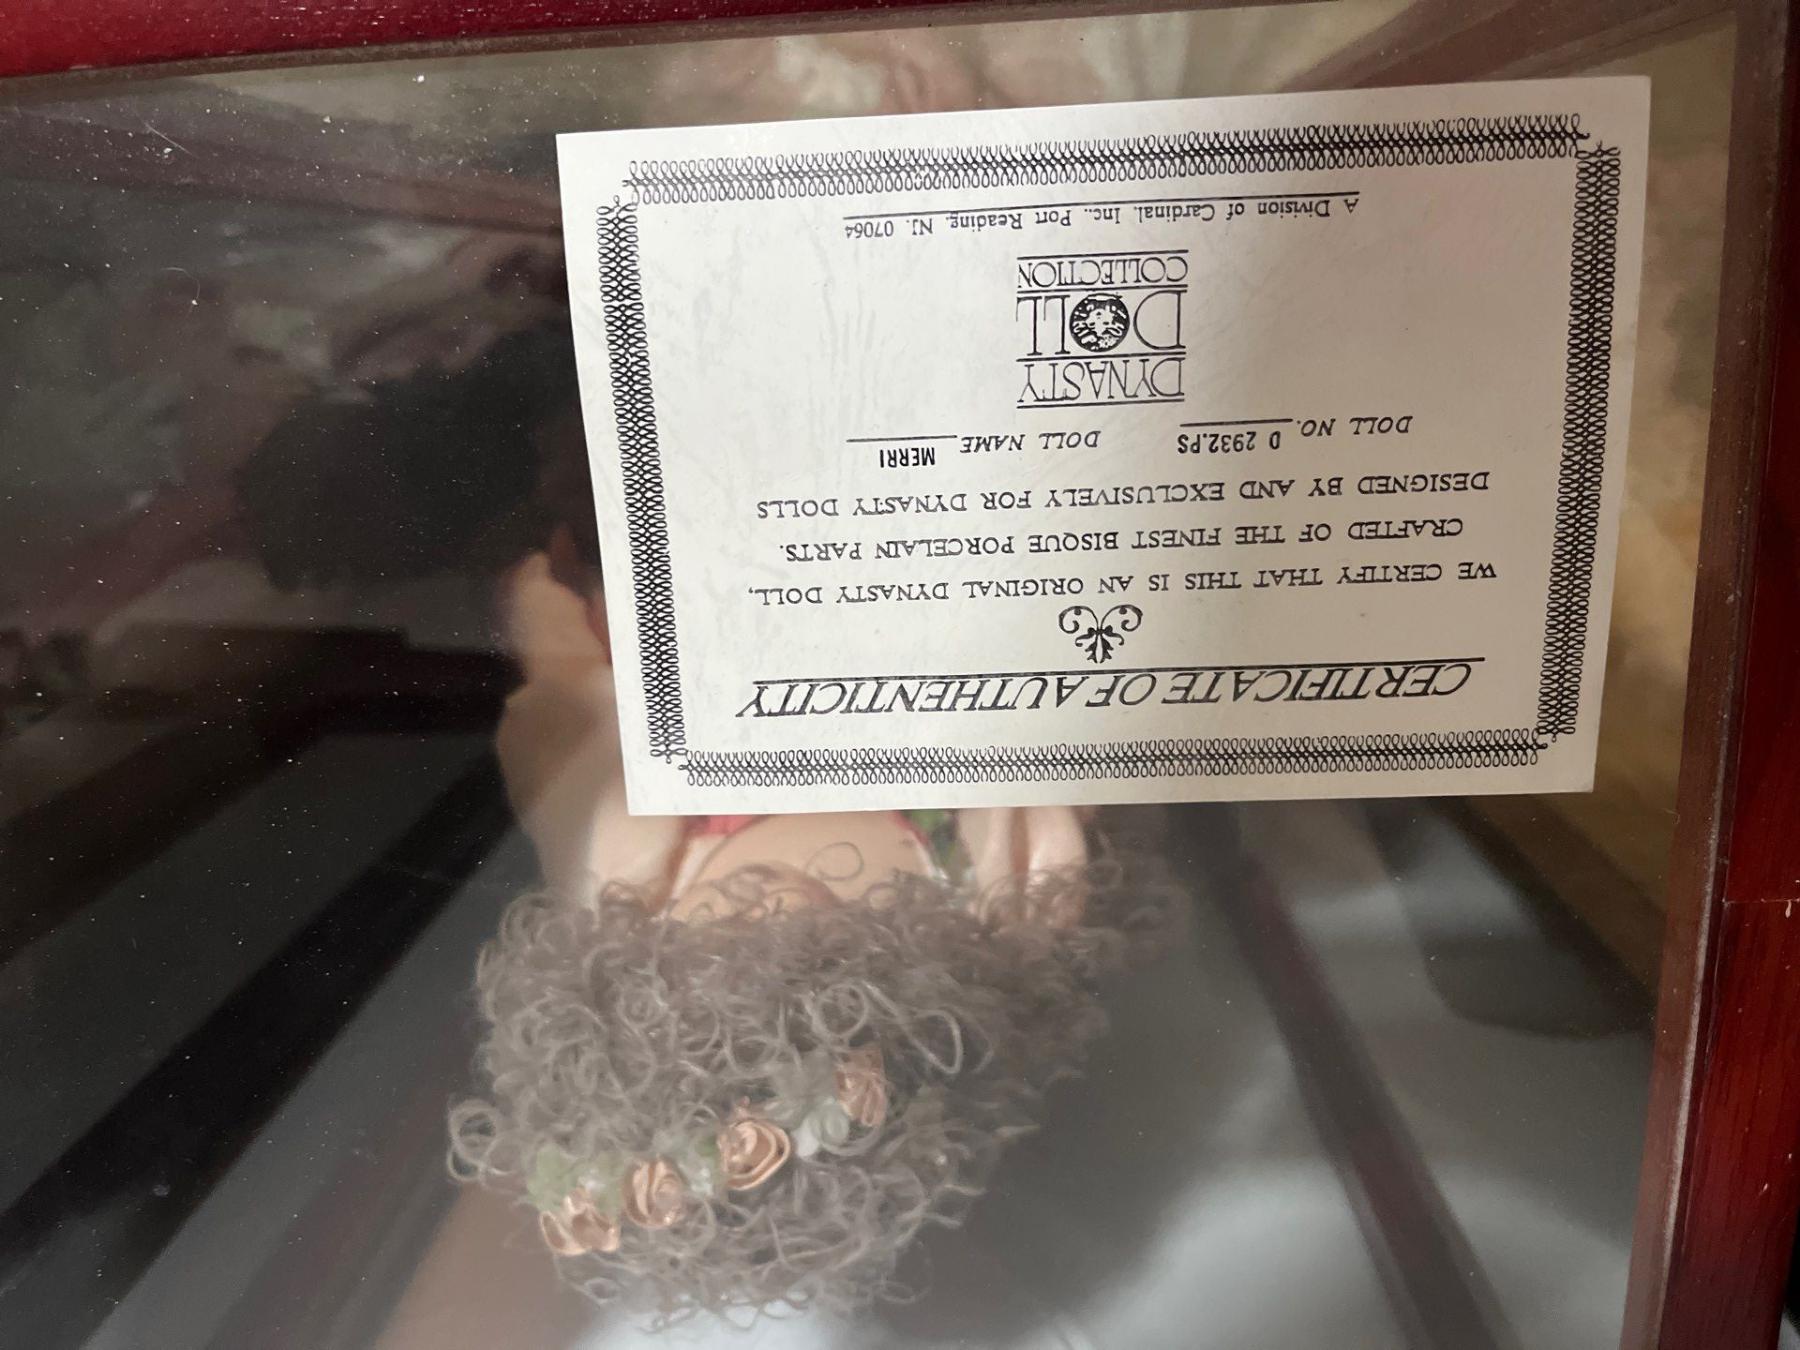 CERTIFICATE OF AUTHENTICITY
WE CERTIFY THAT THIS IS AN ORIGINAL DYNASTY DOLL,
CRAFTED OF THE FINEST BISQUE PORCELAIN PARTS.
DESIGNED BY AND EXCLUSIVELY FOR DYNASTY DOLLS
DOLL NO. D 2932.PS DOLL NAME MERRI
DYNASTY
DOLL
COLLECTION
A Division of Cardinal, Inc., Port Reading, NJ. 07064